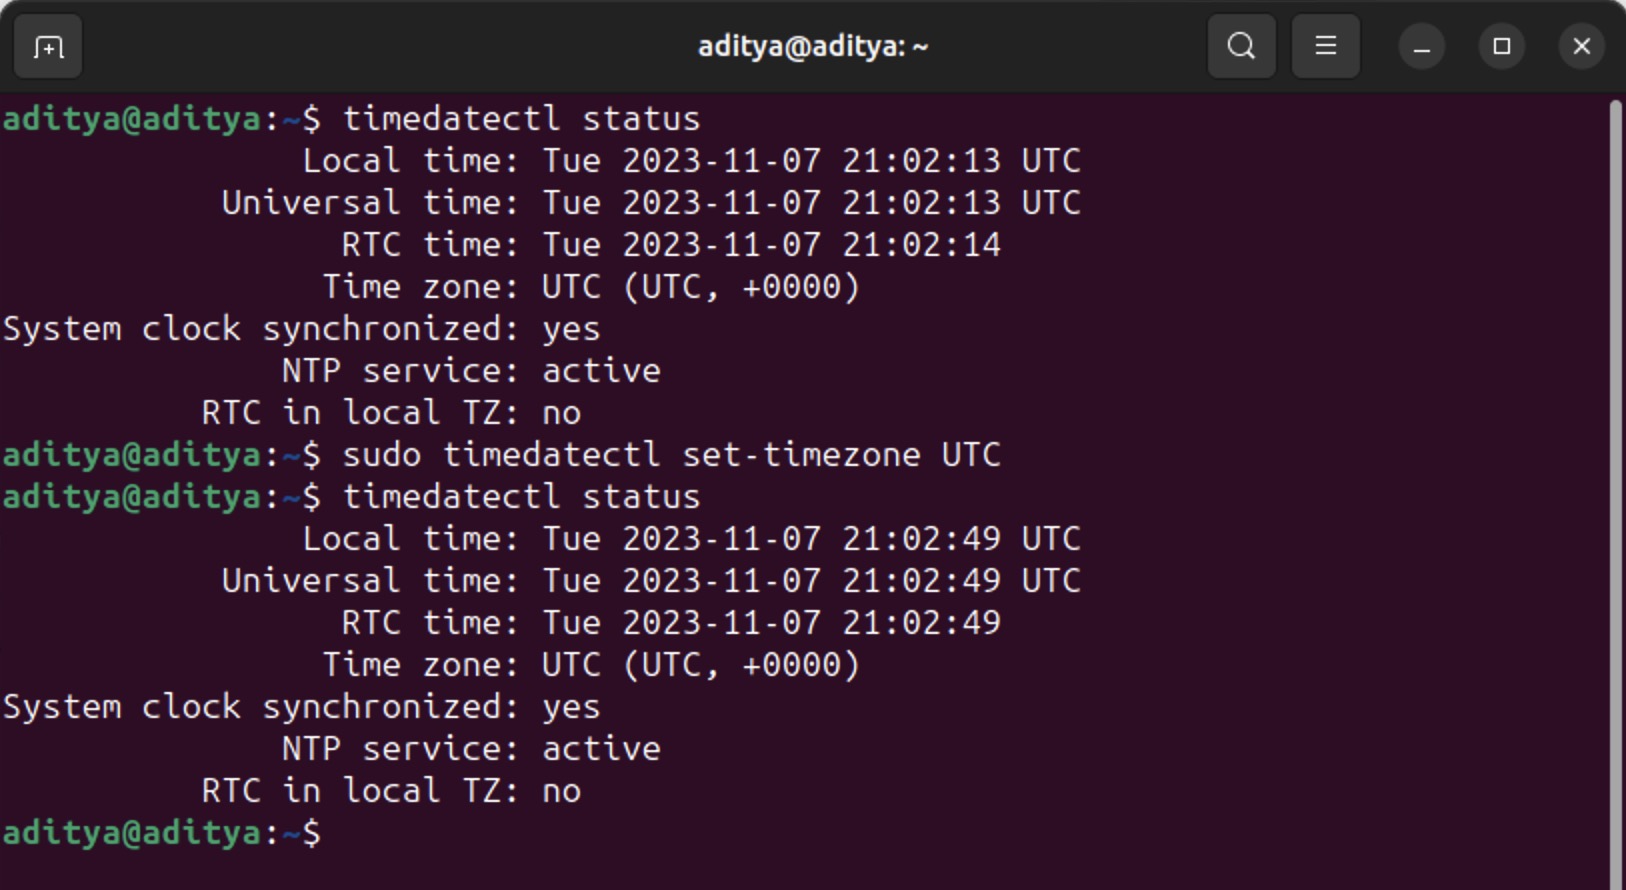 aditya@aditya: ~
aditya@aditya:~$ timedatectl status
Local time: Tue 2023-11-07 21:02:13 UTC
Universal time: Tue 2023-11-07 21:02:13 UTC
RTC time: Tue 2023-11-07 21:02:14
Time zone: UTC (UTC, +0000)
System clock synchronized: yes
NTP service: active
RTC in local TZ: no
aditya@aditya:~$ sudo timedatectl set-timezone UTC
aditya@aditya:~$ timedatectl status
Local time: Tue 2023-11-07 21:02:49 UTC
Universal time: Tue 2023-11-07 21:02:49 UTC
RTC time: Tue 2023-11-07 21:02:49
Time zone: UTC (UTC, +0000)
System clock synchronized: yes
NTP service: active
RTC in local TZ: no
aditya@aditya:~$